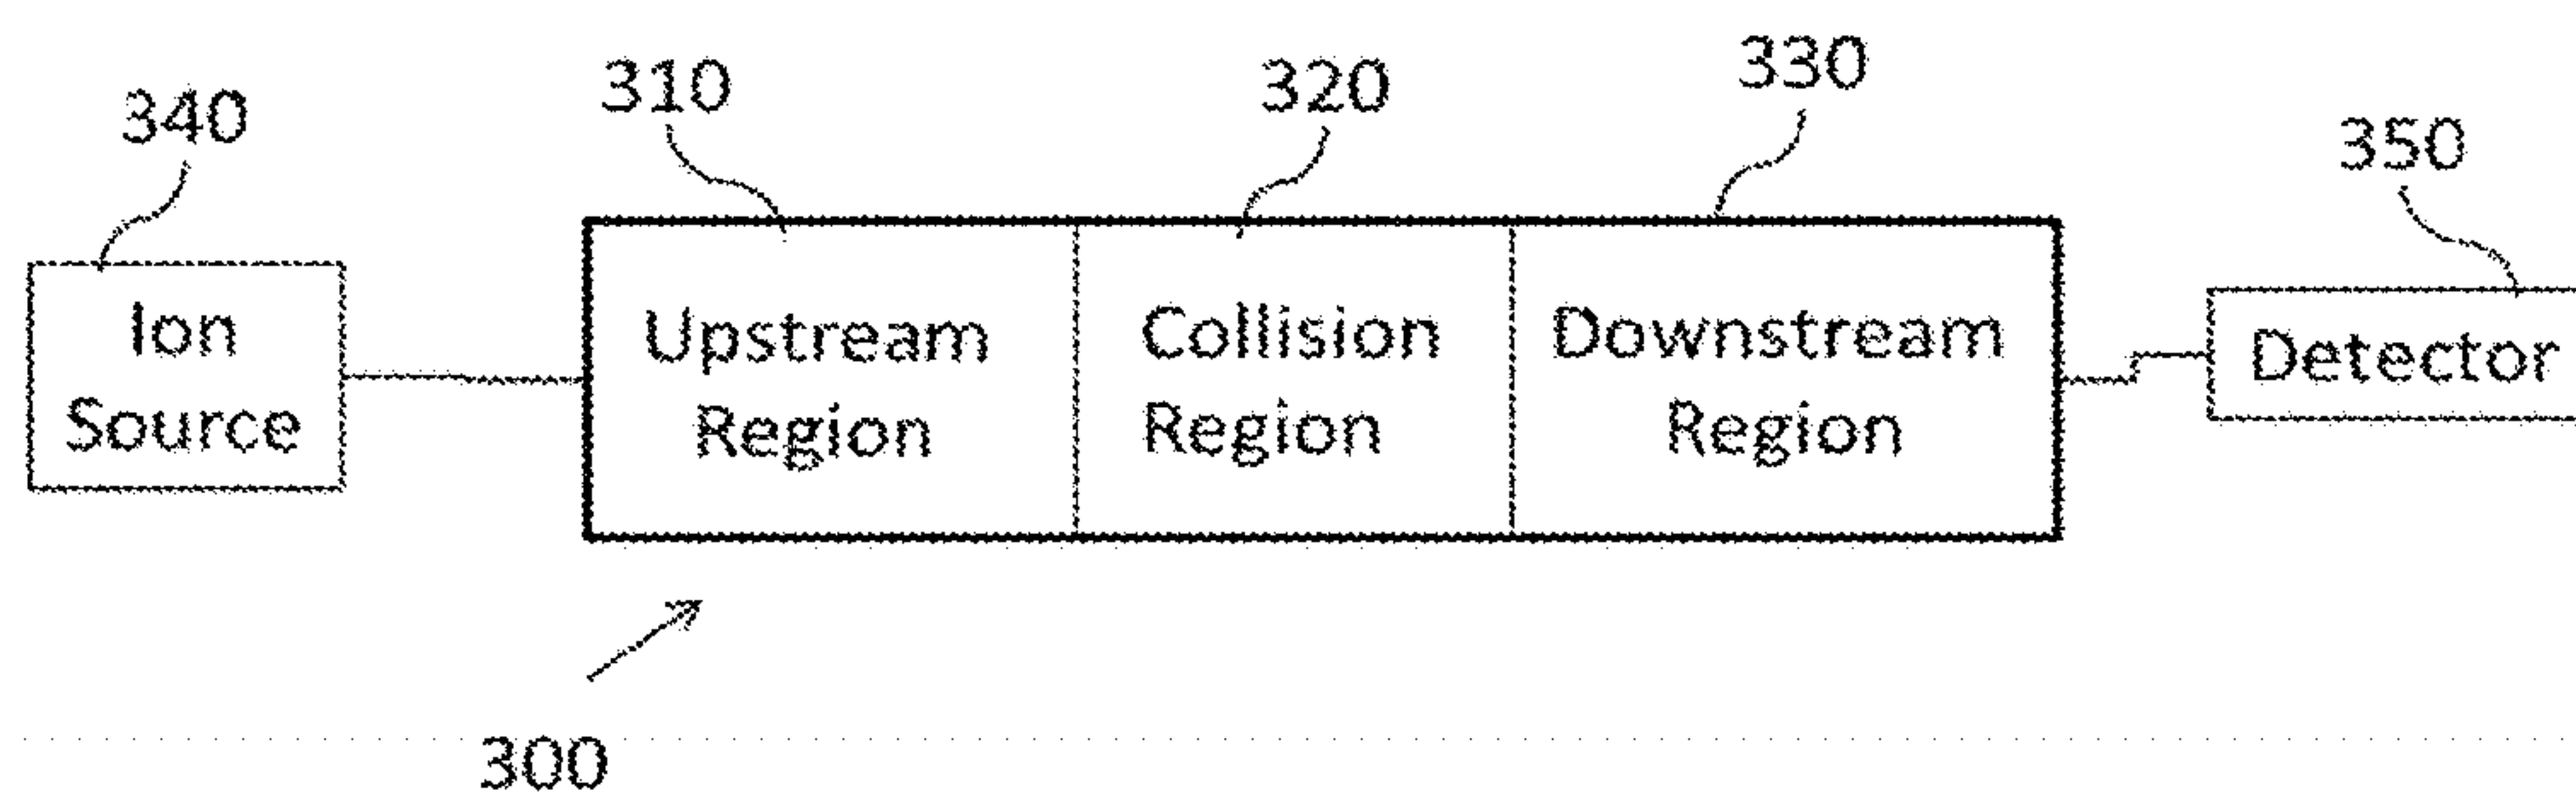 340
310
320
330
350
Ion
Source
Upstream
Region
Collision
Region
Downstream
Region
Detector
300